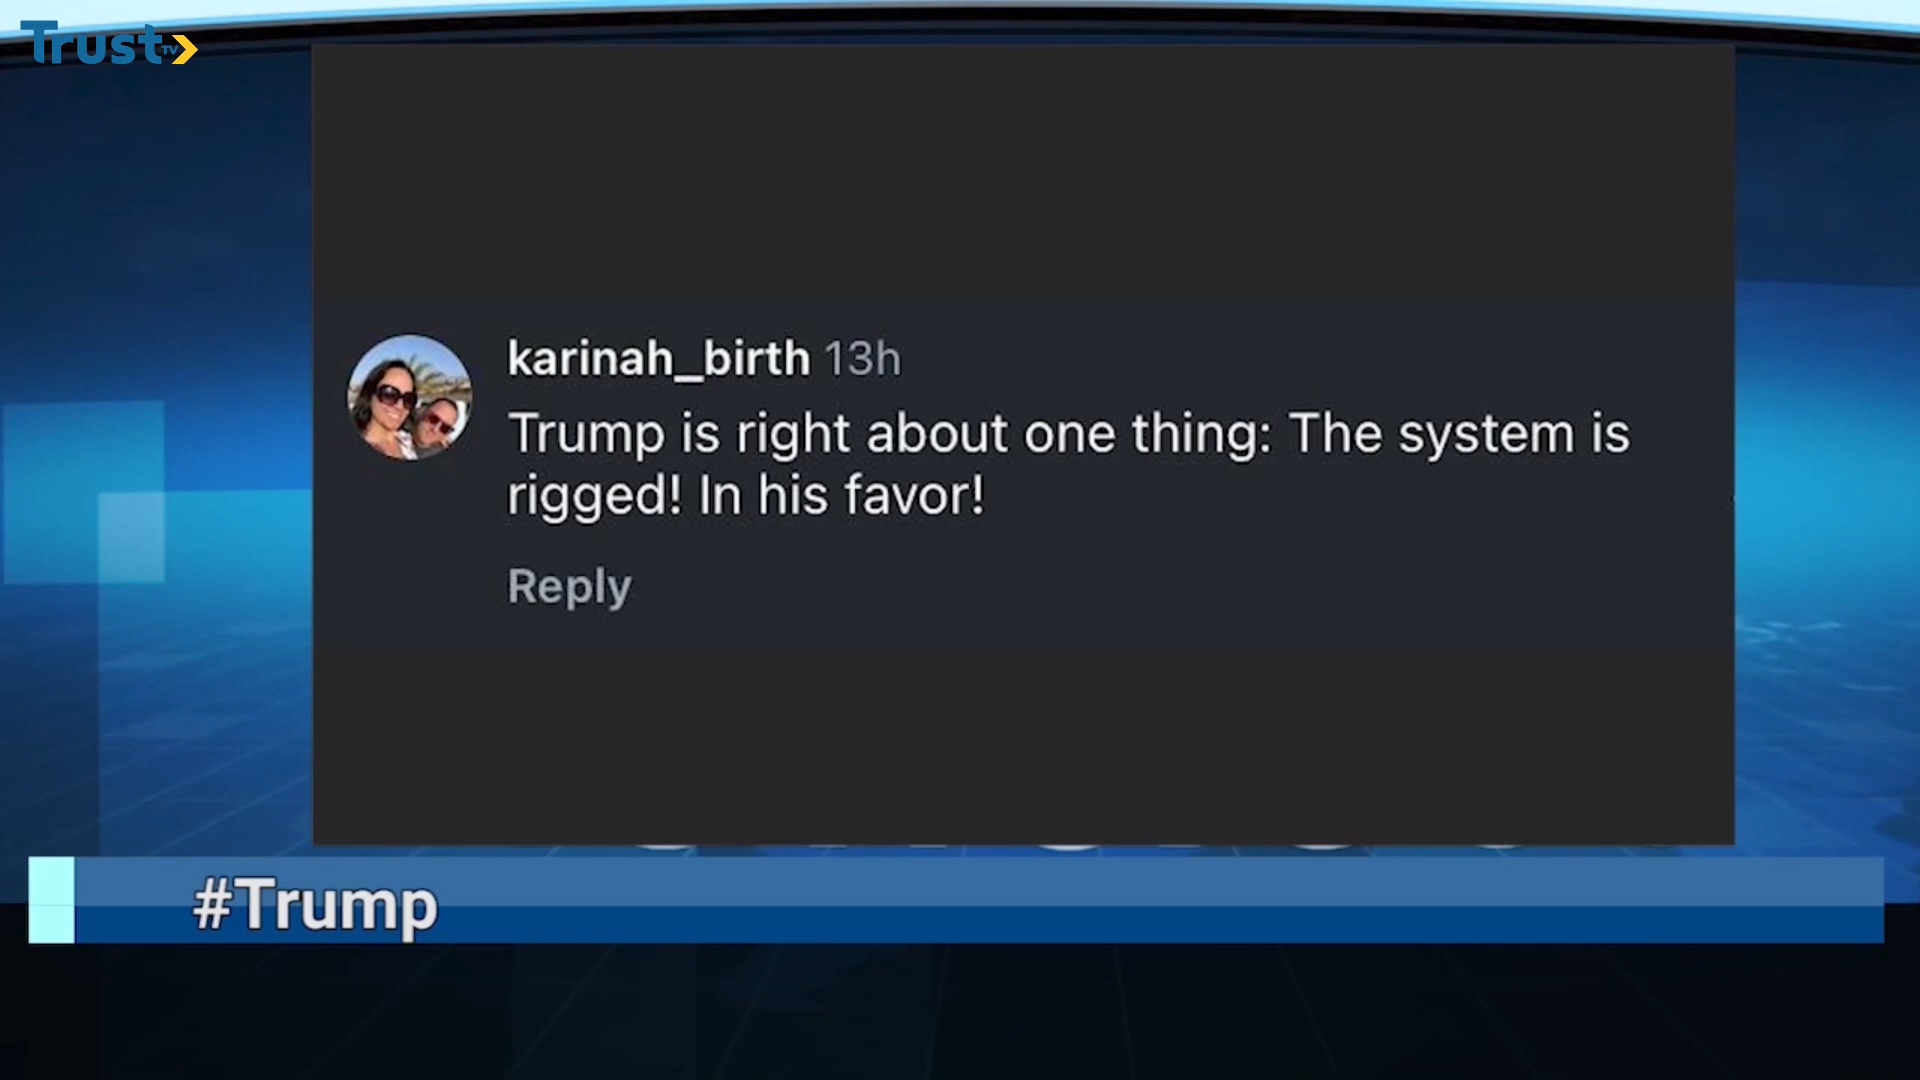 Trust TV
karinah_birth 13h
Trump is right about one thing: The system is
rigged! In his favor!
Reply
#Trump